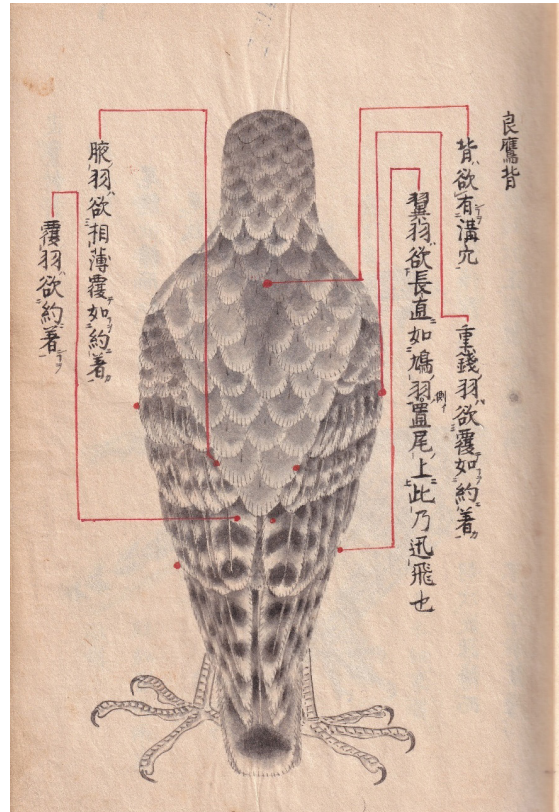 良鷹背
背欲有溝穴
重錢羽欲覆如約着
翼羽欲長直如鳩羽置尾上此乃迅飛也
側イ
腋羽欲相薄覆如約着
覆羽欲約着